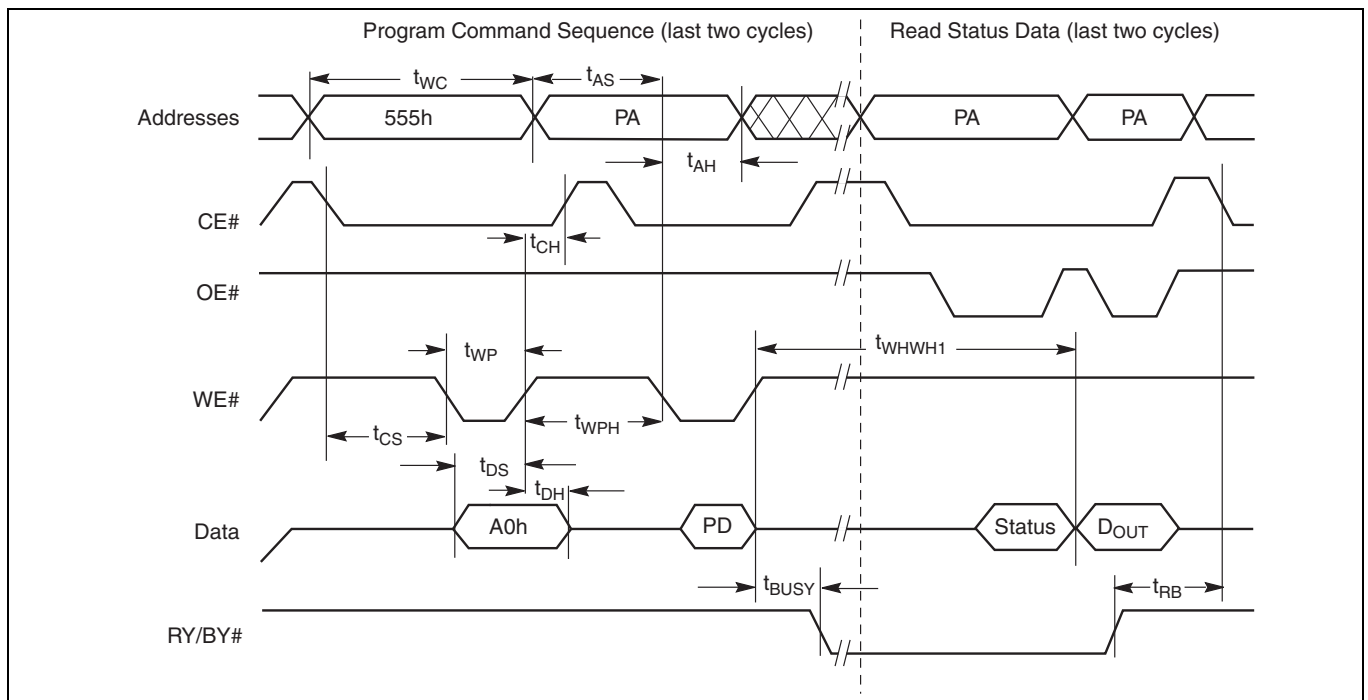 Program Command Sequence (last two cycles)
Read Status Data (last two cycles)
tWC
tAS
Addresses
555h
PA
PA
PA
tAH
CE#
tCH
OE#
tWP
tWHWH1
WE#
tCS
tWPH
tDS
tDH
Data
A0h
PD
Status
DOUT
tBUSY
tRB
RY/BY#